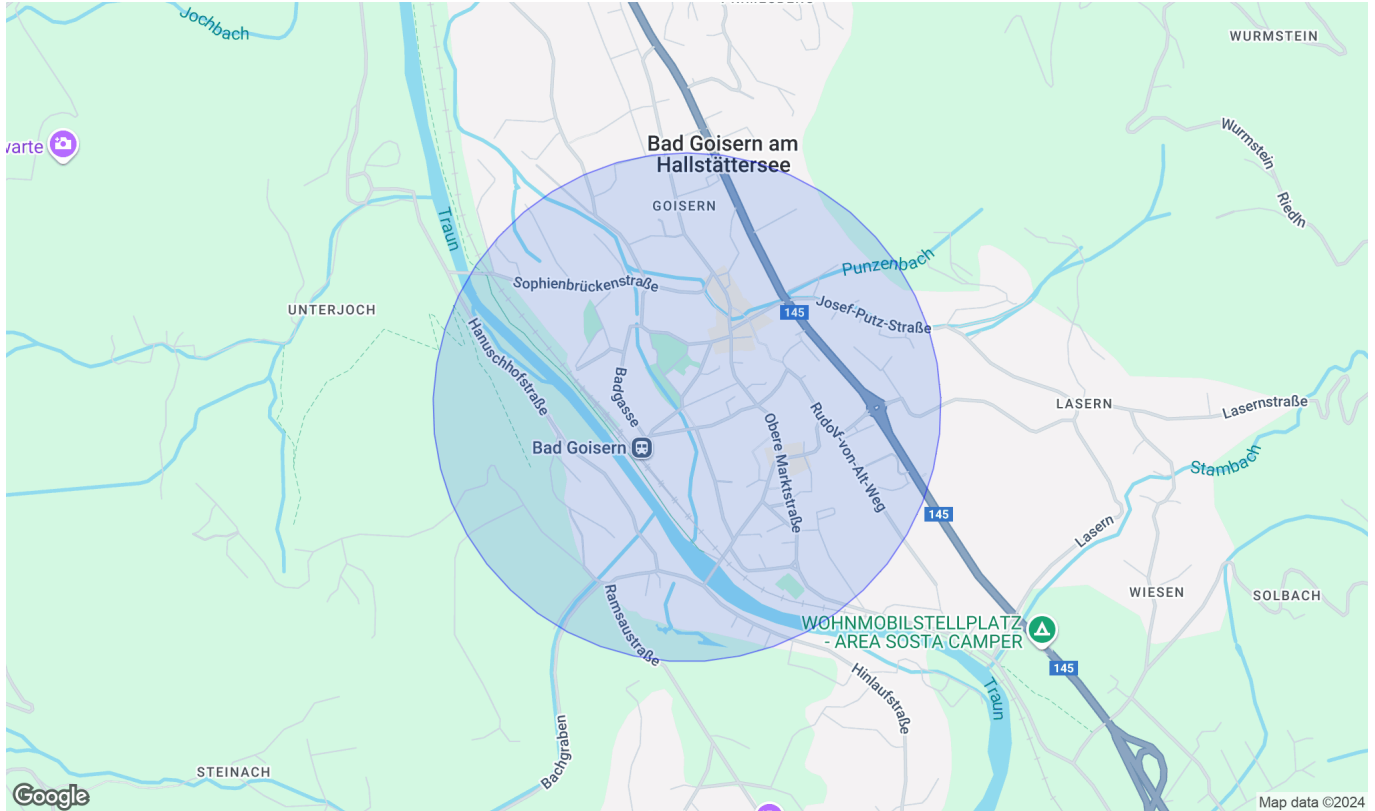 Jochbach
WURMSTEIN
Wurmstein
Riedln
warte
Bad Goisern am
Hallstättersee
GOISERN
Traun
Punzenbach
Sophienbrückenstraße
UNTERJOCH
145
Josef-Putz-Straße
Hanuschhofstraße
Badgasse
LASERN
Lasernstraße
Obere Marktstraße
Rudolf-von-Alt-Weg
Bad Goisern
Stambach
145
Lasern
WIESEN
SOLBACH
Ramsaustraße
WOHNMOBILSTELLPLATZ
- AREA SOSTA CAMPER
145
Hinlaufstraße
Traun
Bachgraben
STEINACH
Google
Map data ©2024